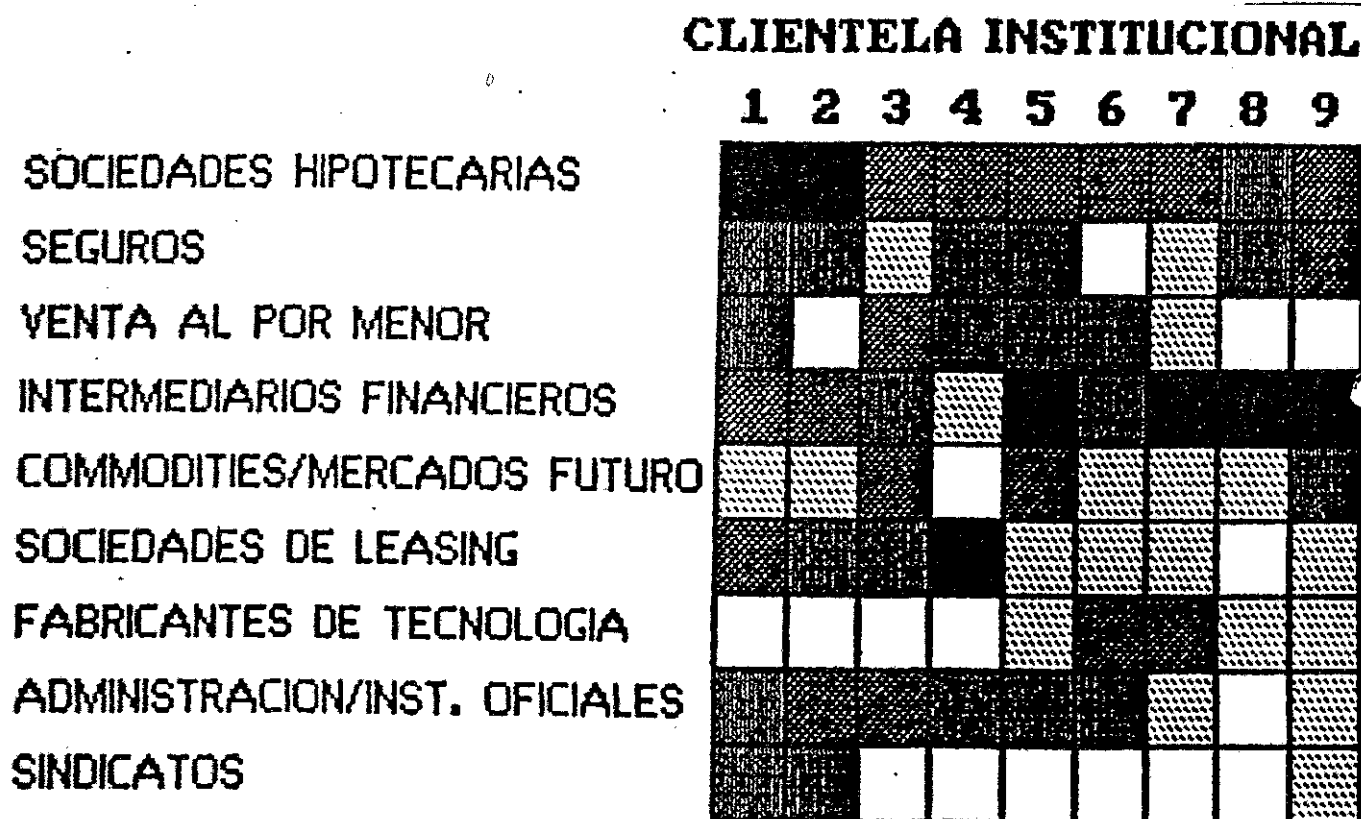 CLIENTELA INSTITUCIONAL
1 2 3 4 5 6 7 8 9
SOCIEDADES HIPOTECARIAS
SEGUROS
VENTA AL POR MENOR
INTERMEDIARIOS FINANCIEROS
COMMODITIES/MERCADOS FUTURO
SOCIEDADES DE LEASING
FABRICANTES DE TECNOLOGIA
ADMINISTRACION/INST. OFICIALES
SINDICATOS